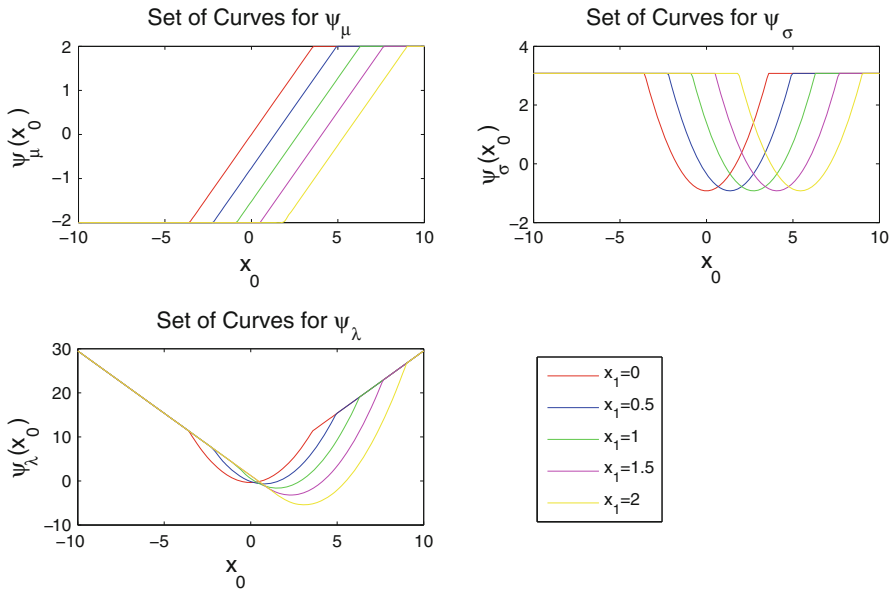 Set of Curves for ψ_μ
ψ_μ(x_0)
2
1
0
−1
−2
−10
−5
0
5
10
x_0
Set of Curves for ψ_σ
ψ_σ(x_0)
4
2
0
−2
−10
−5
0
5
10
x_0
Set of Curves for ψ_λ
ψ_λ(x_0)
30
20
10
0
−10
−10
−5
0
5
10
x_0
x_1=0
x_1=0.5
x_1=1
x_1=1.5
x_1=2